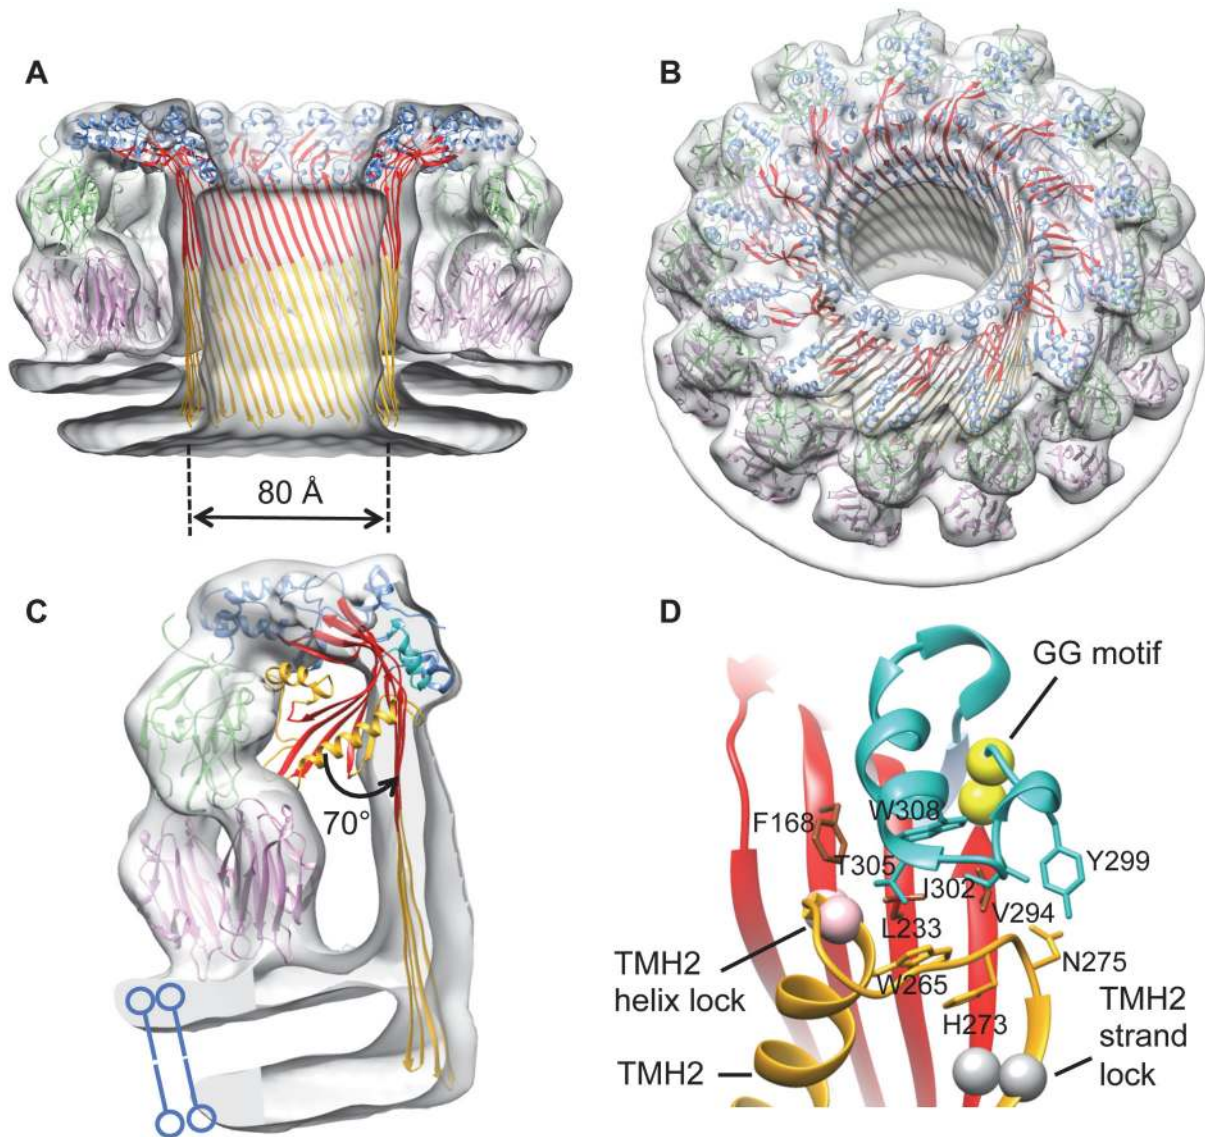 A
B
80 Å
C
D
70°
GG motif
F168
W308
T305
I302
Y299
V294
L233
TMH2
helix lock
W265
N275
H273
TMH2
strand
lock
TMH2